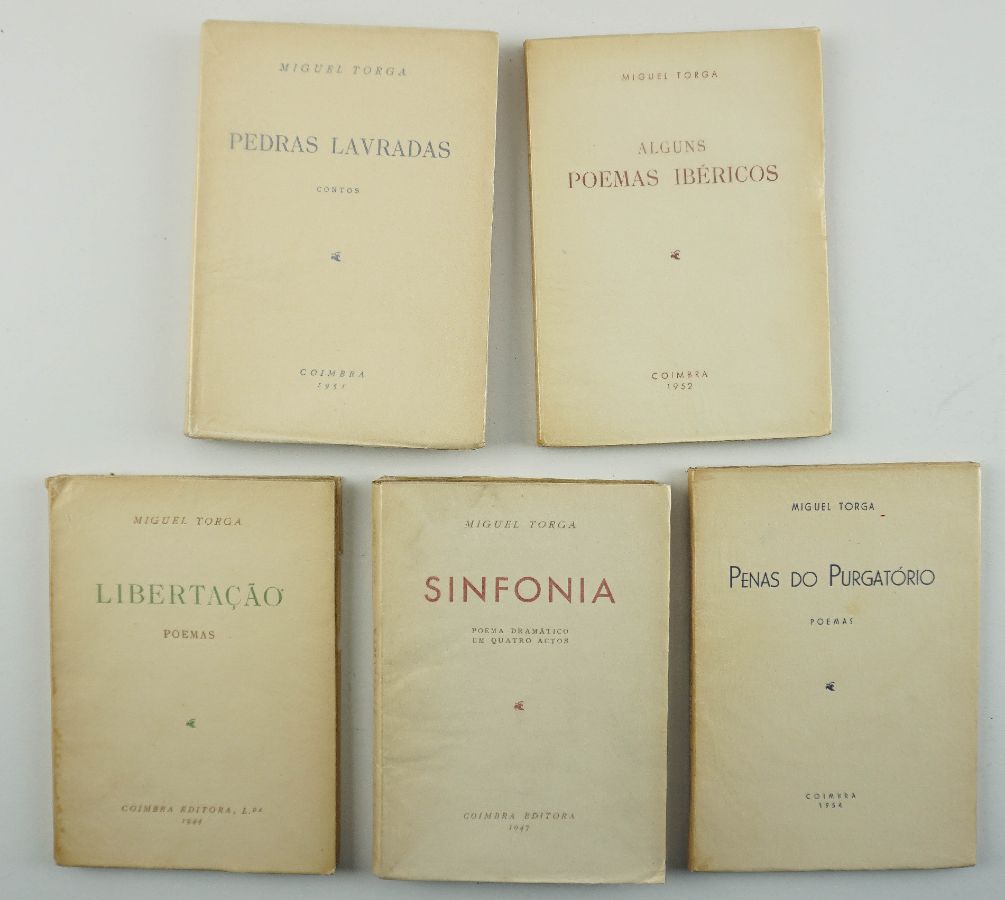 MIGUEL TORGA
PEDRAS LAVRADAS
CONTOS
COIMBRA
1951
MIGUEL TORGA
ALGUNS
POEMAS IBÉRICOS
COIMBRA
1952
MIGUEL TORGA
LIBERTAÇÃO
POEMAS
COIMBRA EDITORA, L.DA
1944
MIGUEL TORGA
SINFONIA
POEMA DRAMÁTICO
EM QUATRO ACTOS
COIMBRA EDITORA
1947
MIGUEL TORGA
PENAS DO PURGATÓRIO
POEMAS
COIMBRA
1954